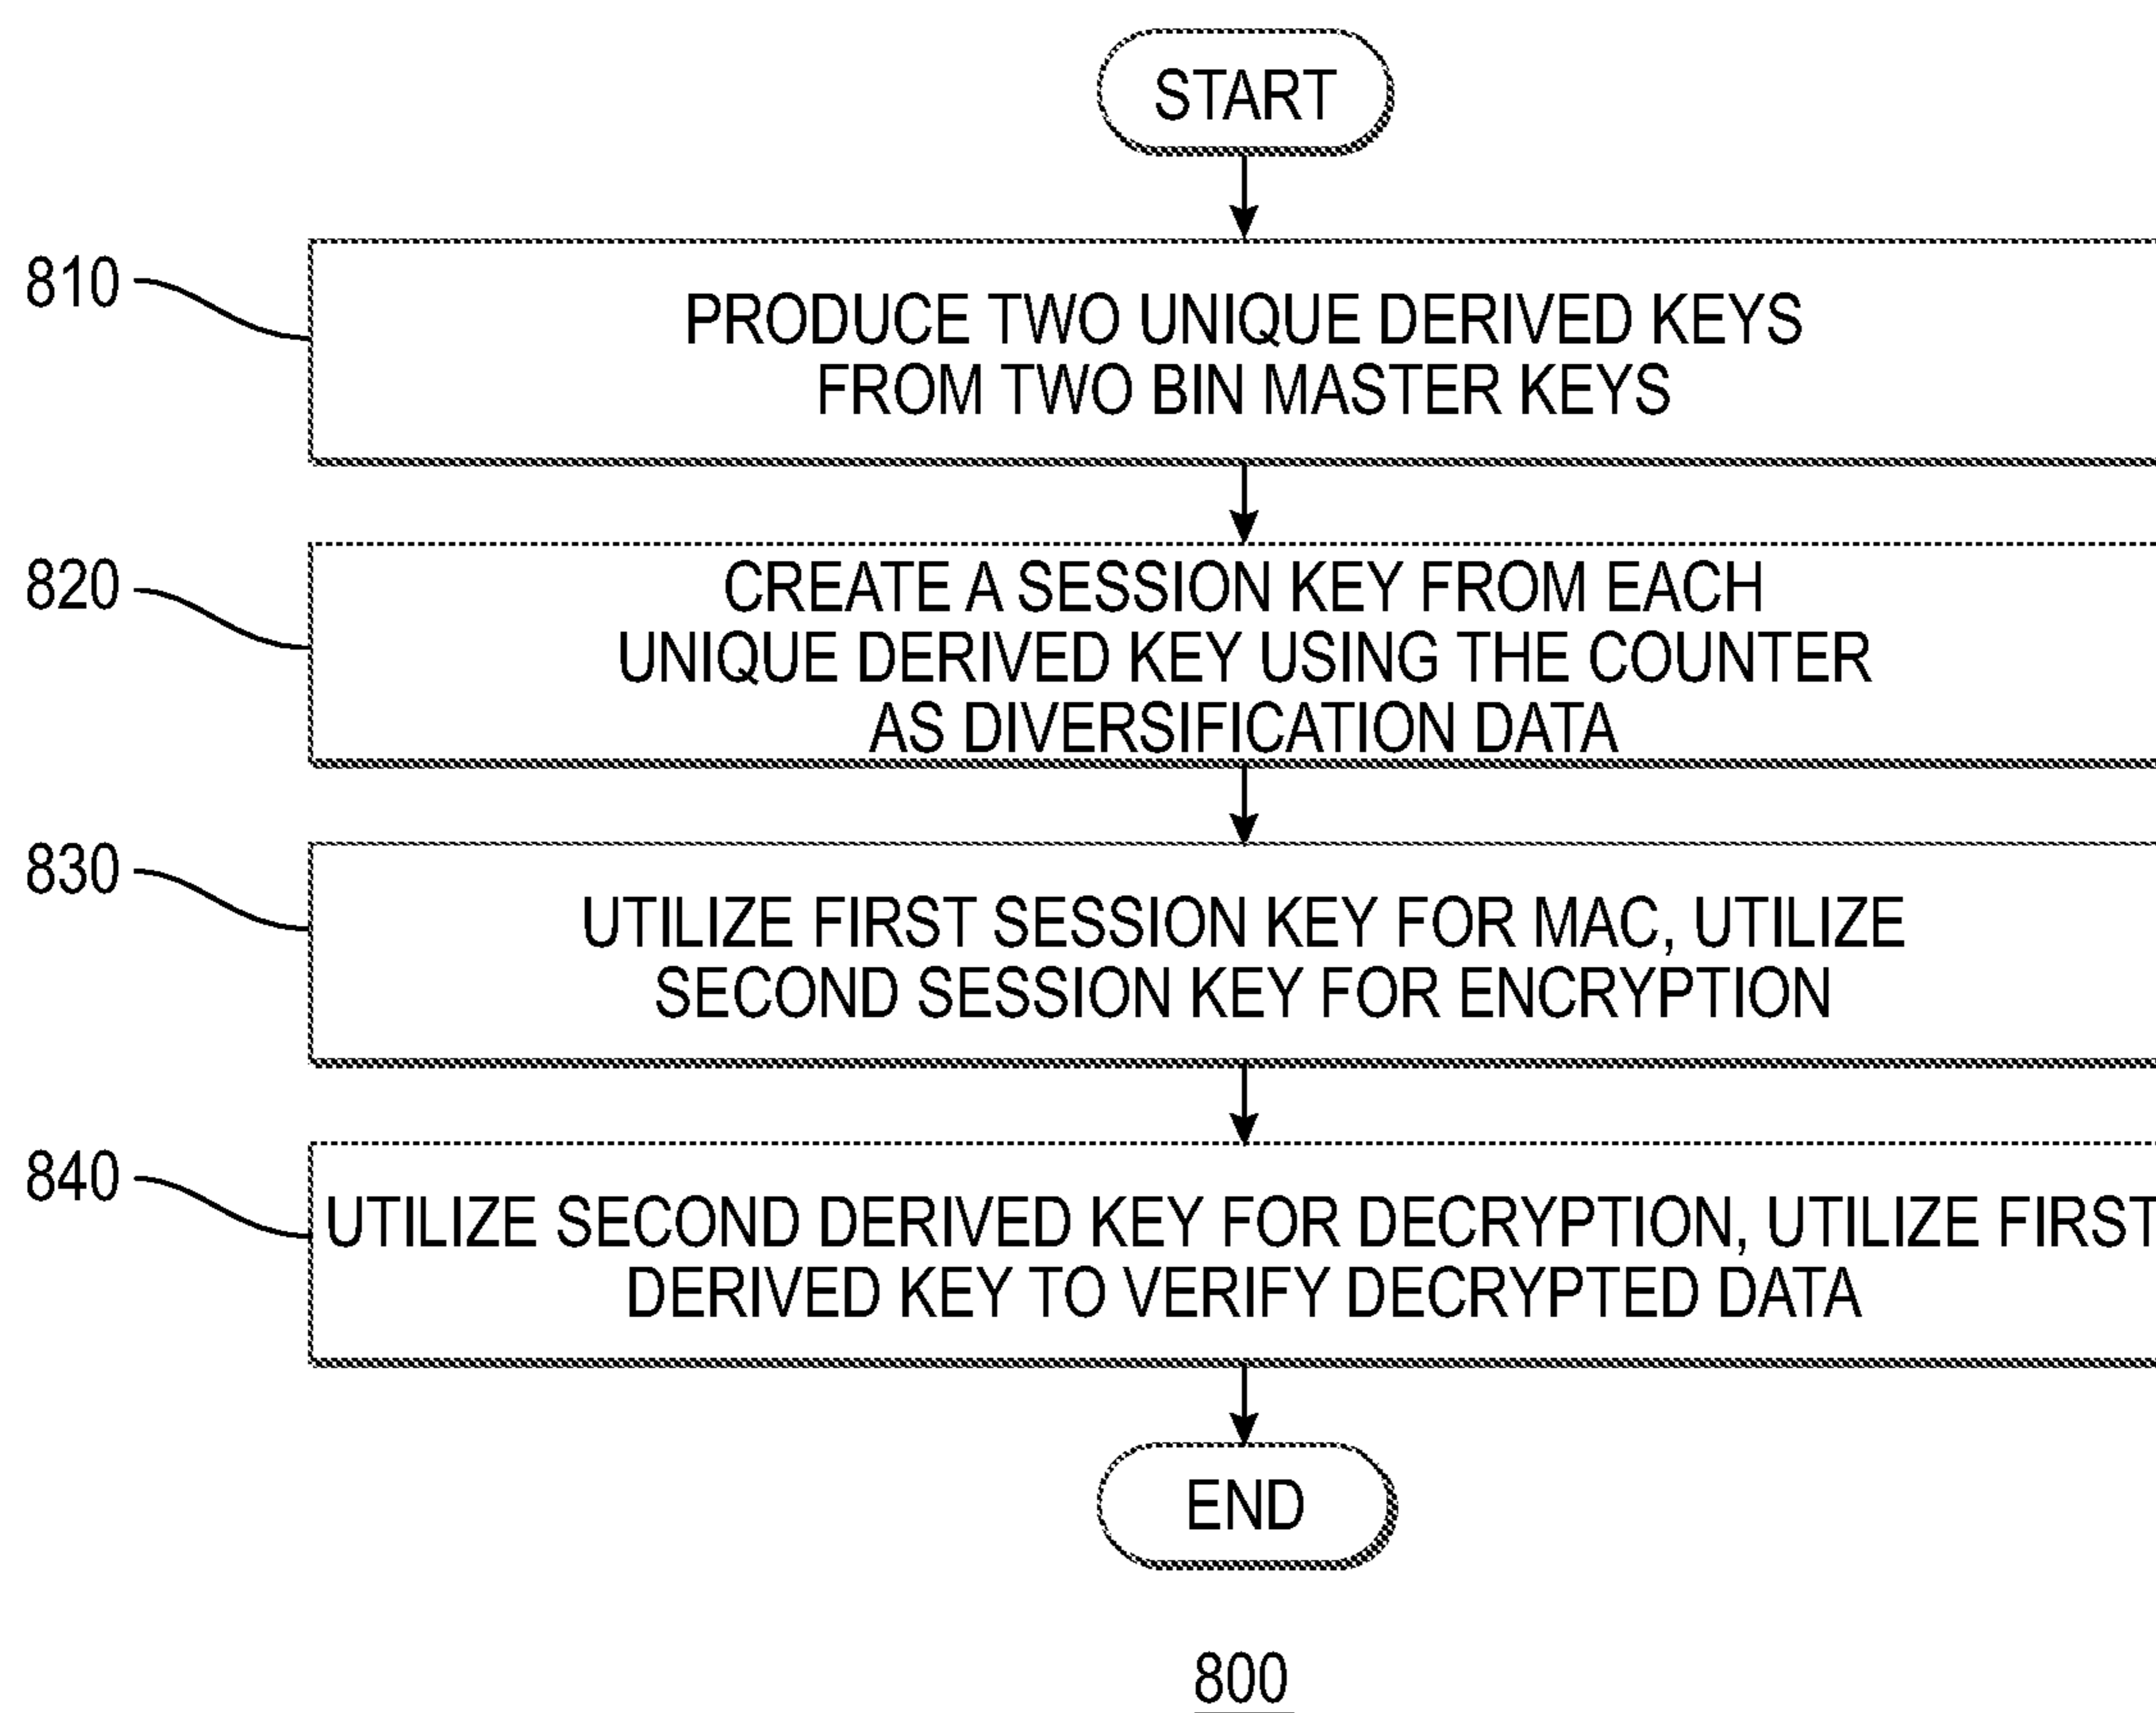 START
810
PRODUCE TWO UNIQUE DERIVED KEYS
FROM TWO BIN MASTER KEYS
820
CREATE A SESSION KEY FROM EACH
UNIQUE DERIVED KEY USING THE COUNTER
AS DIVERSIFICATION DATA
830
UTILIZE FIRST SESSION KEY FOR MAC, UTILIZE
SECOND SESSION KEY FOR ENCRYPTION
840
UTILIZE SECOND DERIVED KEY FOR DECRYPTION, UTILIZE FIRST
DERIVED KEY TO VERIFY DECRYPTED DATA
END
800